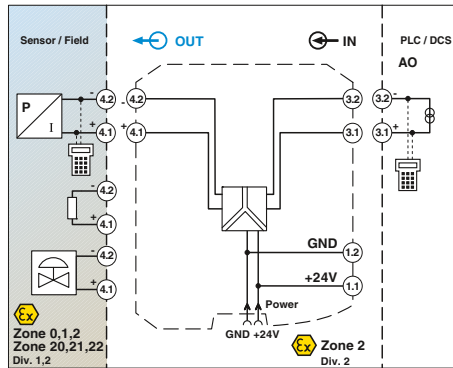 Sensor / Field
OUT
IN
PLC / DCS
AO
P
I
-
4.2
+
4.1
-
4.2
+
4.1
3.2
3.1
3.2
-
3.1
+
-
4.2
+
4.1
-
4.2
+
4.1
GND
1.2
+24V
1.1
Power
GND +24V
Ex
Zone 0,1,2
Zone 20,21,22
Div. 1,2
Ex
Zone 2
Div. 2